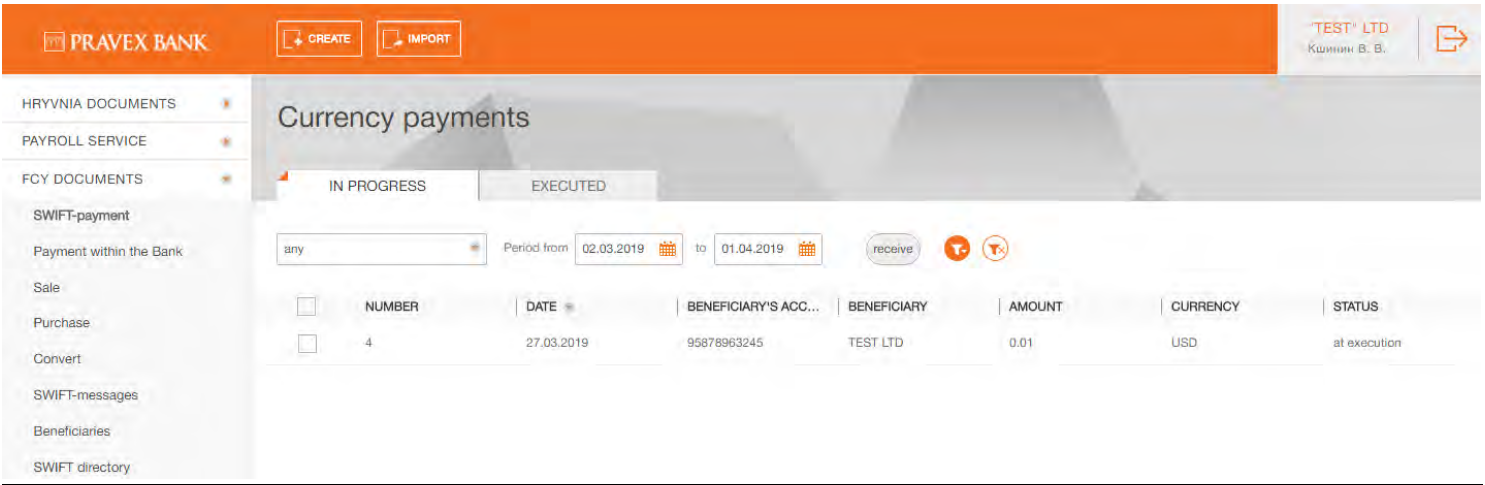 PRAVEX BANK
CREATE
IMPORT
"TEST" LTD
Кшинин В. В.
HRYVNIA DOCUMENTS
PAYROLL SERVICE
FCY DOCUMENTS
SWIFT-payment
Payment within the Bank
Sale
Purchase
Convert
SWIFT-messages
Beneficiaries
SWIFT directory
Currency payments
IN PROGRESS
EXECUTED
any
Period from 02.03.2019 to 01.04.2019 receive
NUMBER DATE BENEFICIARY'S ACC... BENEFICIARY AMOUNT CURRENCY STATUS
4 27.03.2019 95878963245 TEST LTD 0.01 USD at execution